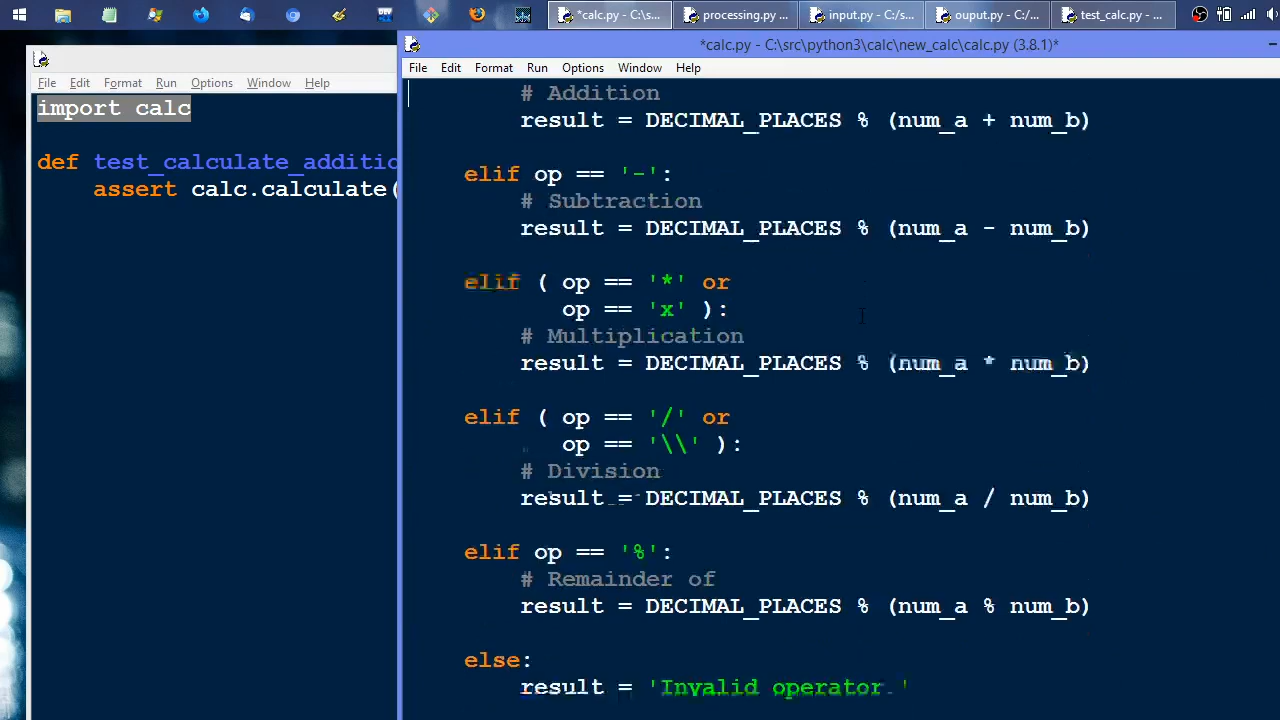 *calc.py - C:\s...
processing.py ...
input.py - C:/s...
ouput.py - C:/...
test_calc.py - ...
*calc.py - C:\src\python3\calc\new_calc\calc.py (3.8.1)*
File Edit Format Run Options Window Help
import calc
def test_calculate_additio
assert calc.calculate(
File Edit Format Run Options Window Help
# Addition
result = DECIMAL_PLACES % (num_a + num_b)
elif op == '-':
# Subtraction
result = DECIMAL_PLACES % (num_a - num_b)
elif ( op == '*' or
op == 'x' ):
# Multiplication
result = DECIMAL_PLACES % (num_a * num_b)
elif ( op == '/' or
op == '\\' ):
# Division
result = DECIMAL_PLACES % (num_a / num_b)
elif op == '%':
# Remainder of
result = DECIMAL_PLACES % (num_a % num_b)
else:
result = 'Invalid operator.'